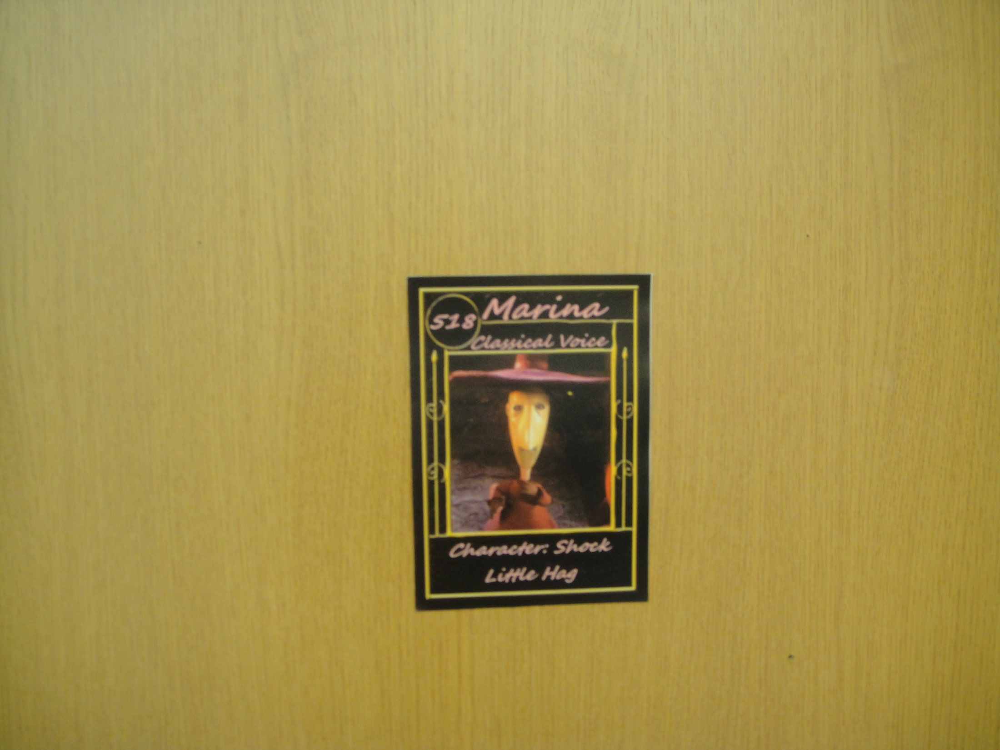 518
Marina
Classical Voice
Character: Shock
Little Hag